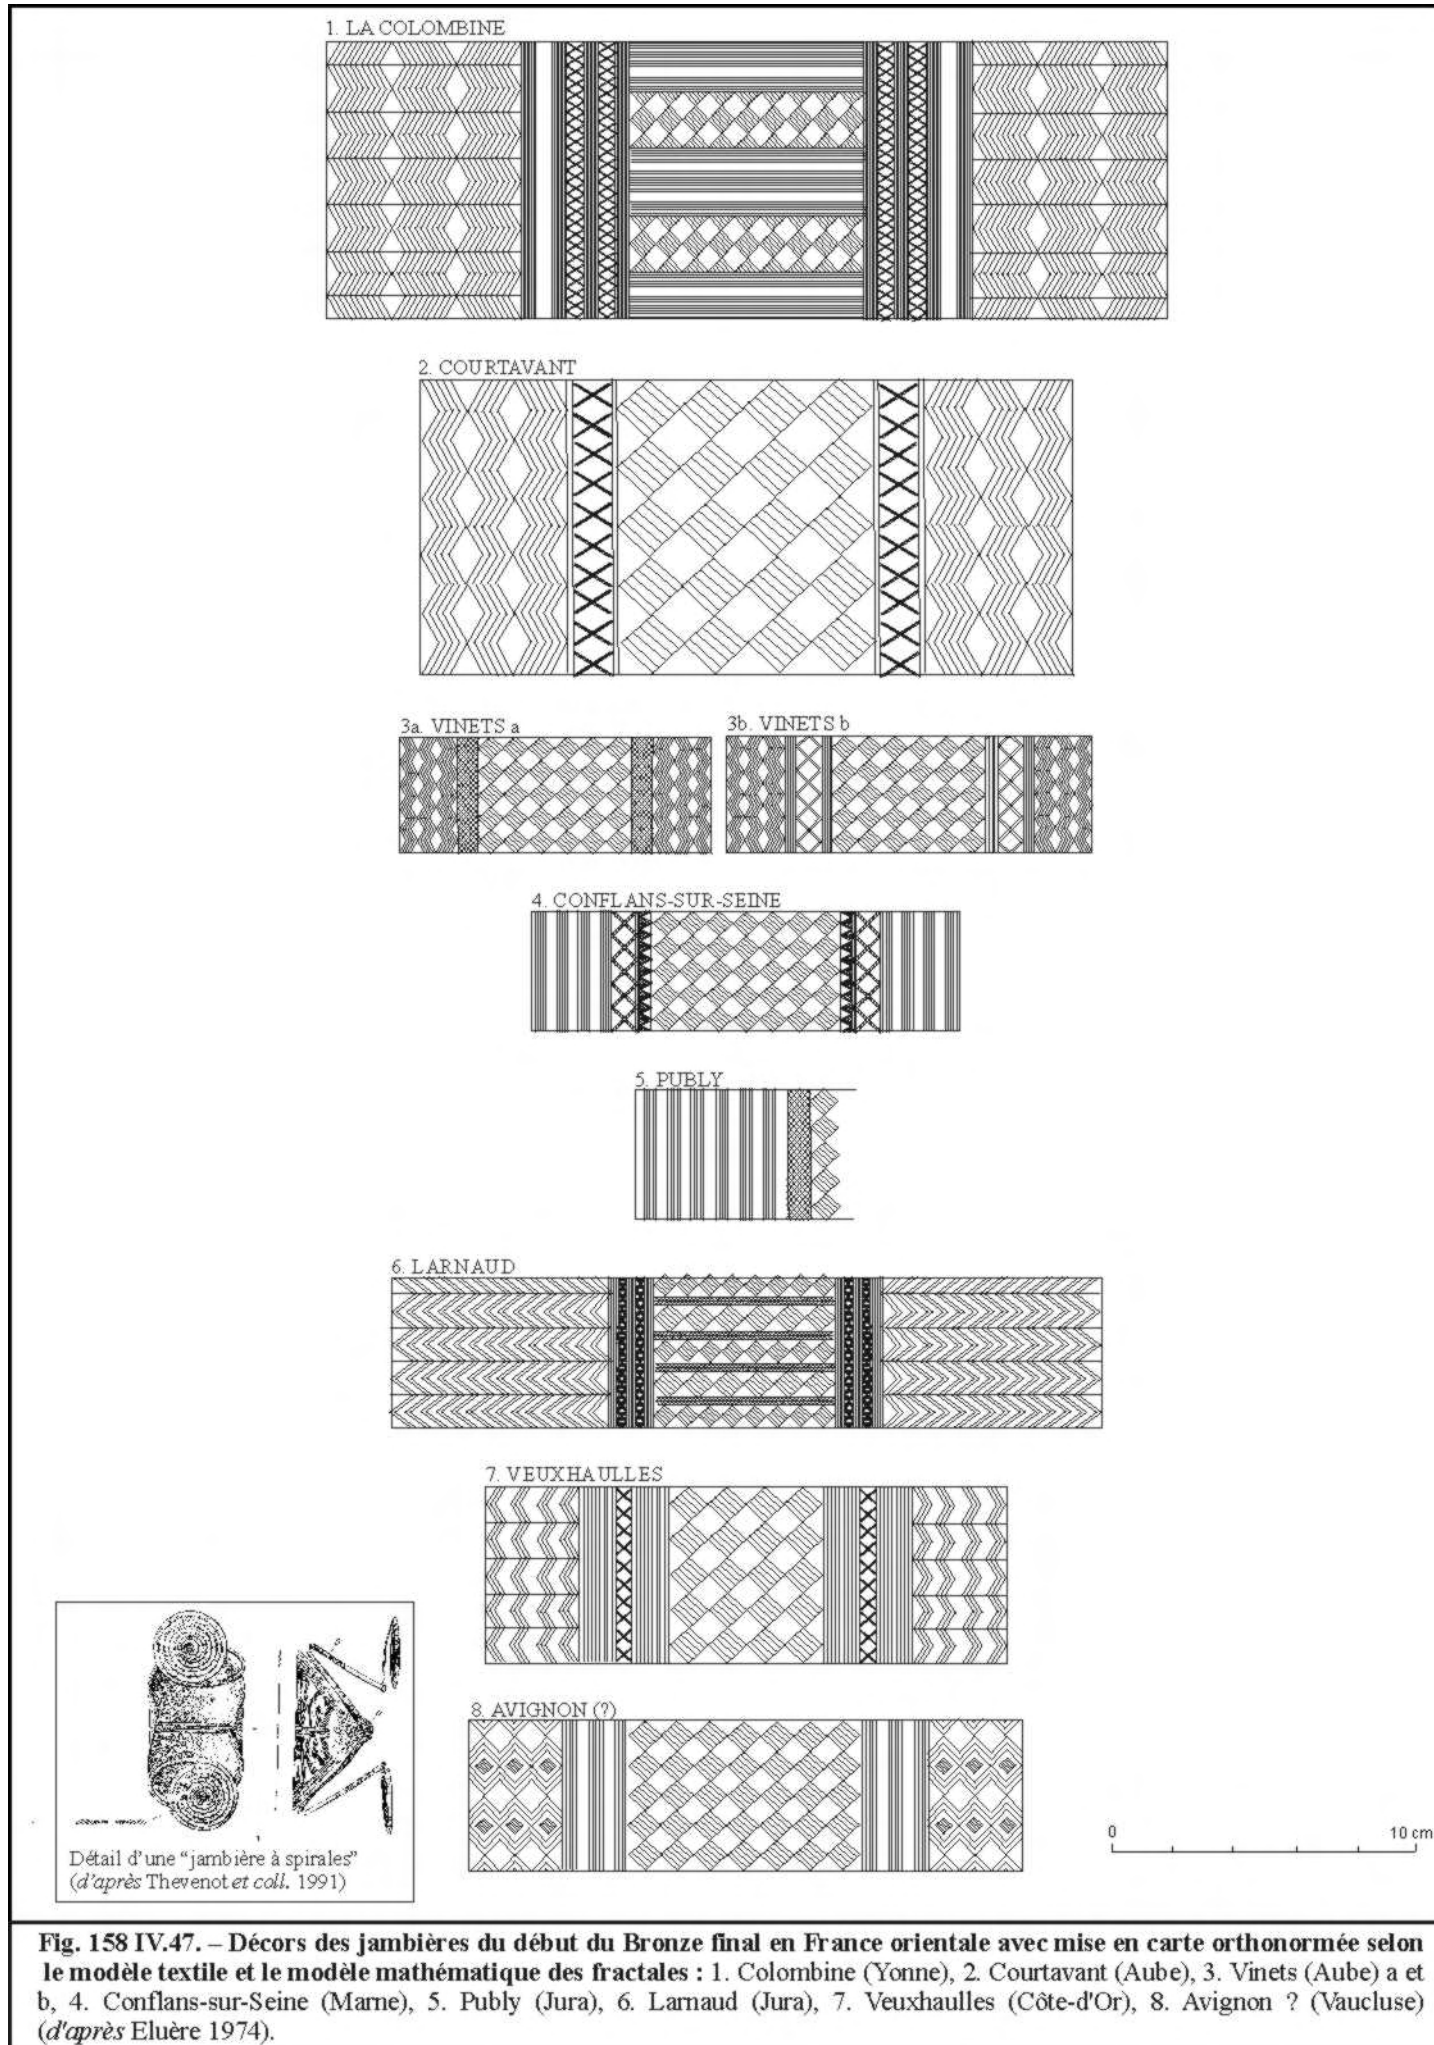 1. LA COLOMBINE
2. COURTAVANT
3a. VINETS a
3b. VINETS b
4. CONFLANS-SUR-SEINE
5. PUBLY
6. LARNAUD
7. VEUXHAULLES
8. AVIGNON (?)
0
10 cm
Détail d'une “jambière à spirales”
(d'après Thevenot et coll. 1991)
Fig. 158 IV.47. – Décors des jambières du début du Bronze final en France orientale avec mise en carte orthonormée selon
le modèle textile et le modèle mathématique des fractales : 1. Colombine (Yonne), 2. Courtavant (Aube), 3. Vinets (Aube) a et
b, 4. Conflans-sur-Seine (Marne), 5. Publy (Jura), 6. Larnaud (Jura), 7. Veuxhaulles (Côte-d'Or), 8. Avignon ? (Vaucluse)
(d'après Eluère 1974).